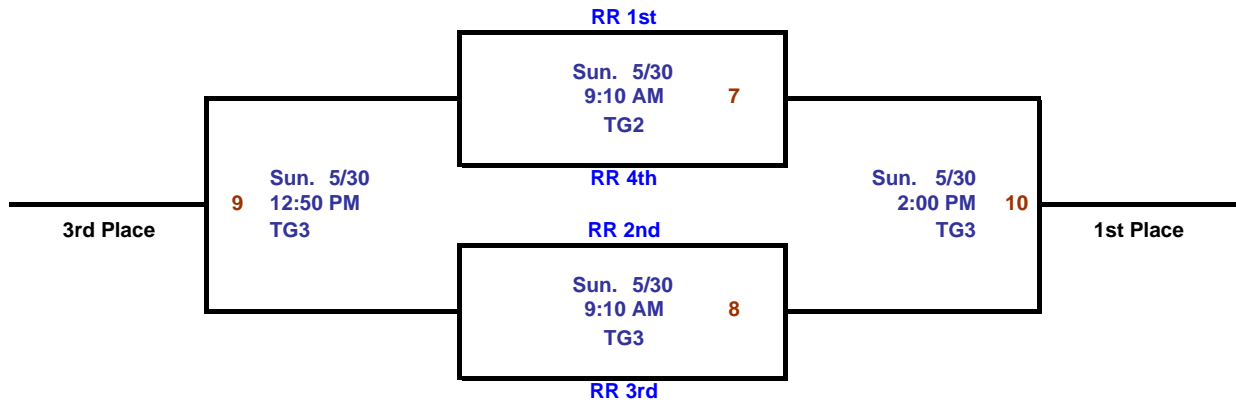 RR 1st
Sun. 5/30
9:10 AM 7
TG2
RR 4th
Sun. 5/30
9 12:50 PM
TG3
3rd Place
Sun. 5/30
2:00 PM 10
TG3
1st Place
RR 2nd
Sun. 5/30
9:10 AM 8
TG3
RR 3rd